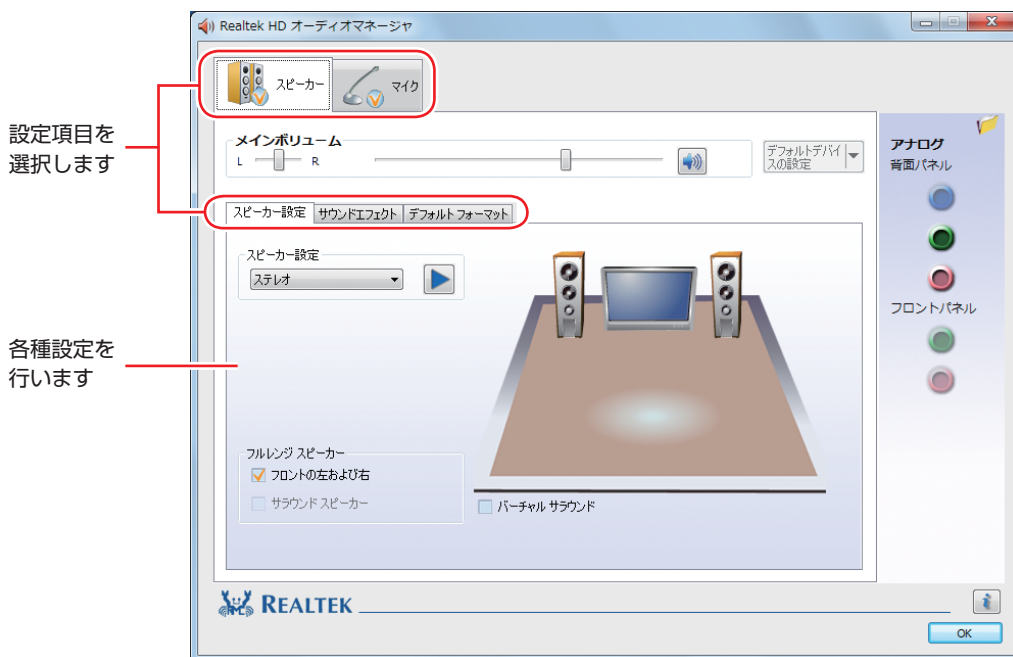 Realtek HD オーディオマネージャ
スピーカー
マイク
設定項目を
選択します
メインボリューム
L
R
デフォルトデバイ
スの設定
アナログ
背面パネル
スピーカー設定
サウンドエフェクト
デフォルト フォーマット
スピーカー設定
ステレオ
フロントパネル
各種設定を
行います
フルレンジ スピーカー
フロントの左および右
サラウンド スピーカー
バーチャル サラウンド
REALTEK
OK